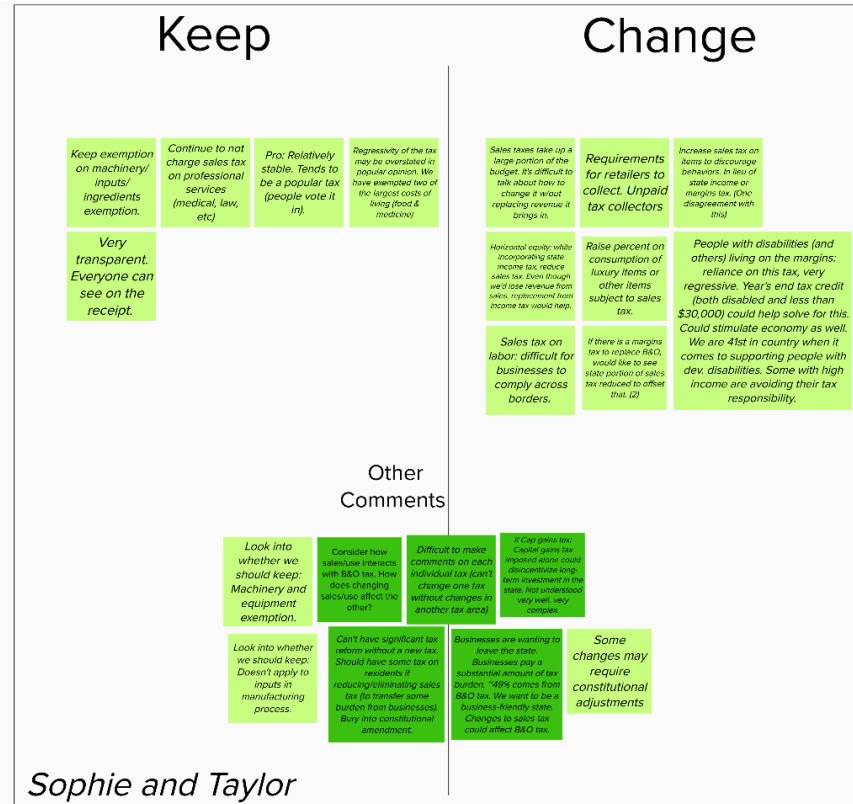 Keep
Change
Keep exemption
on machinery/
inputs/
ingredients
exemption.
Continue to not
charge sales tax
on professional
services
(medical, law,
etc)
Pro: Relatively
stable. Tends to
be a popular tax
(people vote it
in).
Regressivity of the tax
may be overstated in
popular opinion. We
have exempted two of
the largest costs of
living (food &
medicine)
Very
transparent.
Everyone can
see on the
receipt.
Sales taxes take up a
large portion of the
budget. It's difficult to
talk about how to
change it w/out
replacing revenue it
brings in.
Requirements
for retailers to
collect. Unpaid
tax collectors
Increase sales tax on
items to discourage
behaviors. In lieu of
state income or
margins tax. (One
disagreement with
this)
Horizontal equity: while
incorporating state
income tax, reduce
sales tax. Even though
we'd lose revenue from
sales, replacement from
income tax would help.
Raise percent on
consumption of
luxury items or
other items
subject to sales
tax.
People with disabilities (and
others) living on the margins:
reliance on this tax, very
regressive. Year's end tax credit
(both disabled and less than
$30,000) could help solve for this.
Could stimulate economy as well.
We are 41st in country when it
comes to supporting people with
dev. disabilities. Some with high
income are avoiding their tax
responsibility.
Sales tax on
labor: difficult for
businesses to
comply across
borders.
If there is a margins
tax to replace B&O,
would like to see
state portion of sales
tax reduced to offset
that. (2)
Other
Comments
Look into
whether we
should keep:
Machinery and
equipment
exemption.
Consider how
sales/use interacts
with B&O tax. How
does changing
sales/use affect the
other?
Difficult to make
comments on each
individual tax (can't
change one tax
without changes in
another tax area)
If Cap gains tax:
Capital gains tax
imposed alone could
disincentivize long-
term investment in the
state. Not understood
very well, very
complex.
Look into whether
we should keep:
Doesn't apply to
inputs in
manufacturing
process.
Can't have significant tax
reform without a new tax.
Should have some tax on
residents if
reducing/eliminating sales
tax (to transfer some
burden from businesses).
Bury into constitutional
amendment.
Businesses are wanting to
leave the state.
Businesses pay a
substantial amount of tax
burden. ~49% comes from
B&O tax. We want to be a
business-friendly state.
Changes to sales tax
could affect B&O tax.
Some
changes may
require
constitutional
adjustments
Sophie and Taylor